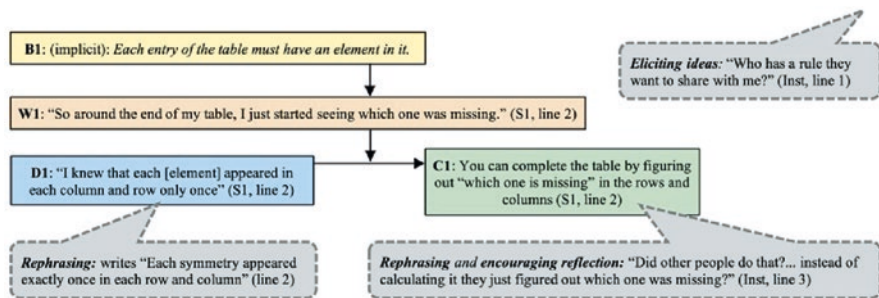 B1: (implicit): Each entry of the table must have an element in it.
Eliciting ideas: “Who has a rule they
want to share with me?” (Inst, line 1)
W1: “So around the end of my table, I just started seeing which one was missing.” (S1, line 2)
D1: “I knew that each [element] appeared in
each column and row only once” (S1, line 2)
C1: You can complete the table by figuring
out “which one is missing” in the rows and
columns (S1, line 2)
Rephrasing: writes “Each symmetry appeared
exactly once in each row and column” (line 2)
Rephrasing and encouraging reflection: “Did other people do that?... instead of
calculating it they just figured out which one was missing?” (Inst, line 3)